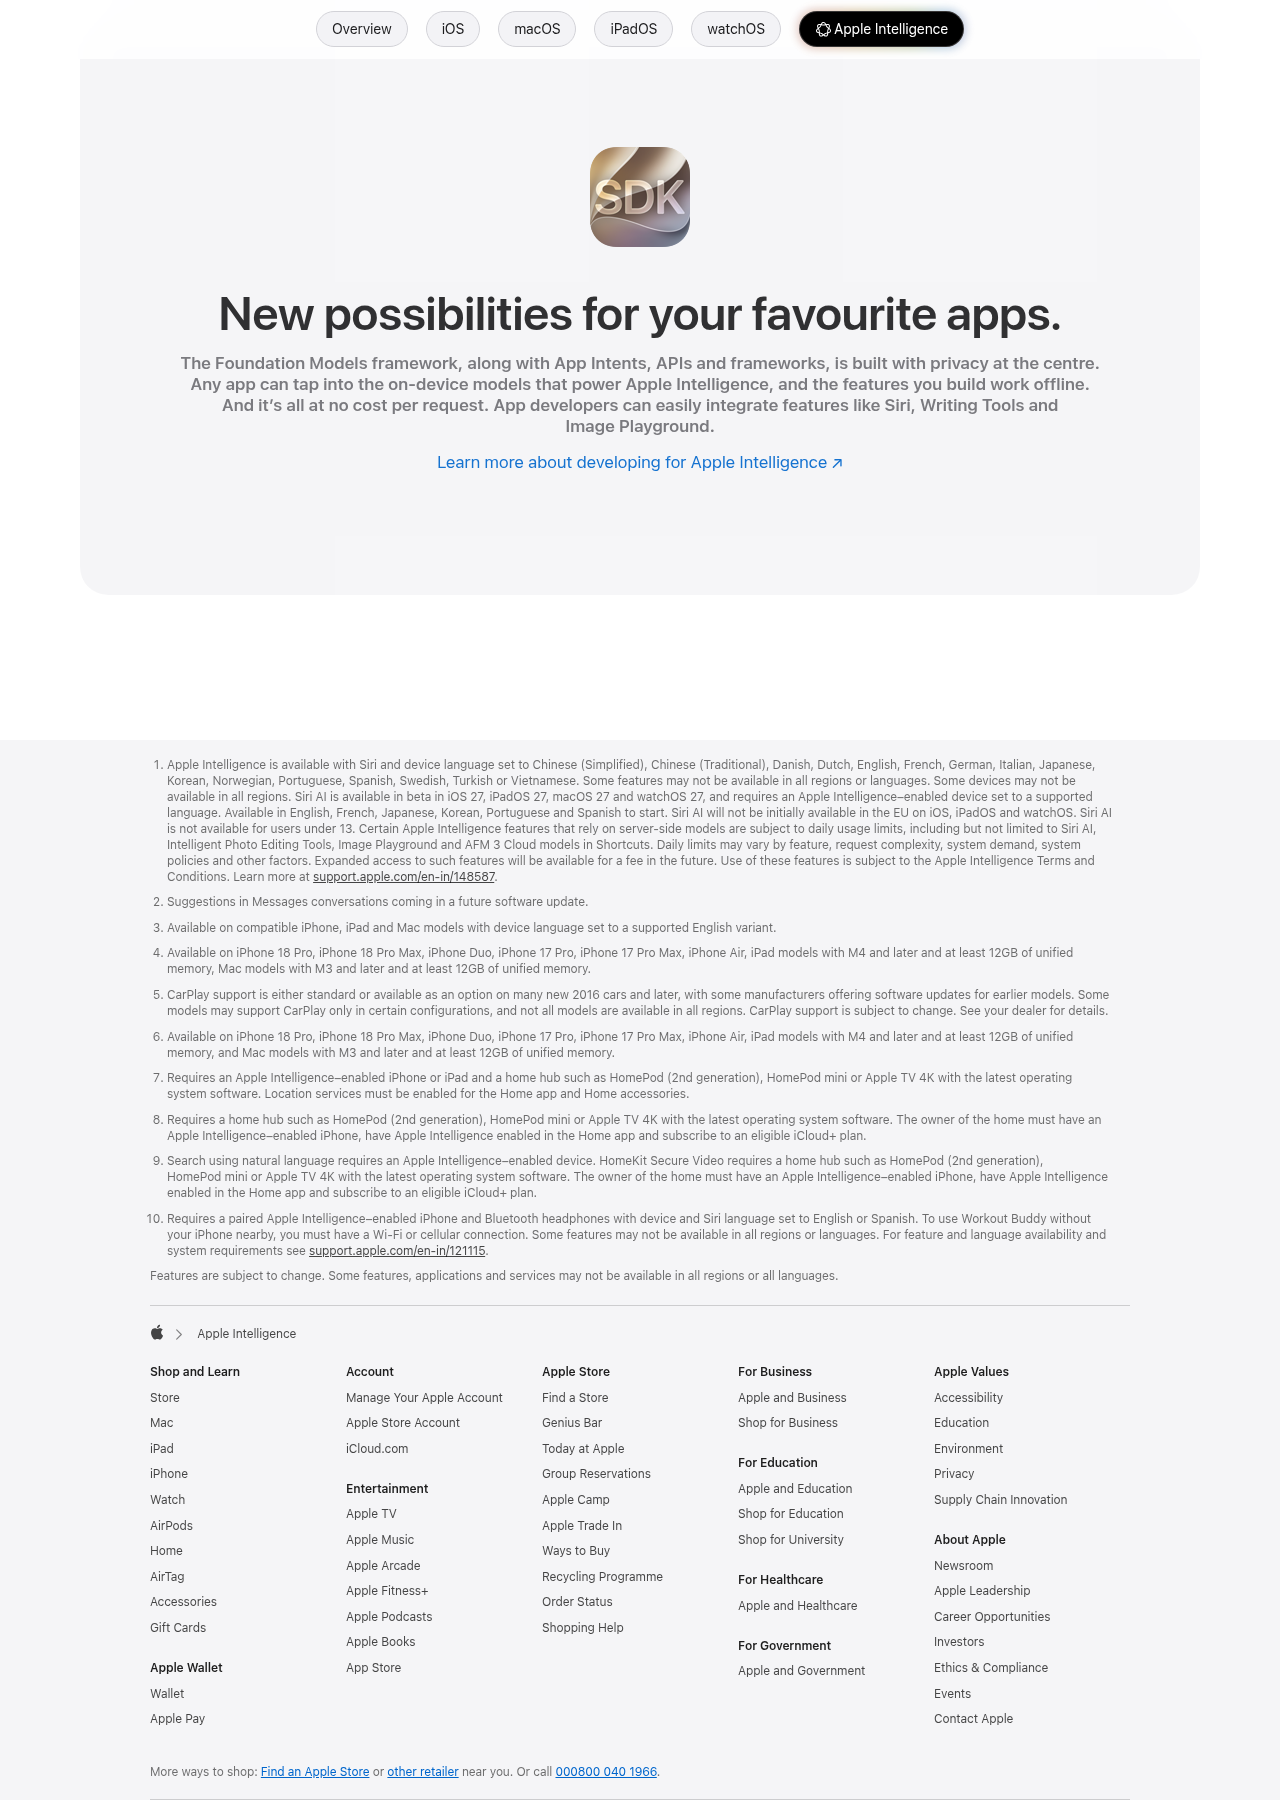 Overview
iOS
macOS
iPadOS
watchOS
Apple Intelligence
SDK
New possibilities for your favourite apps.
The Foundation Models framework, along with App Intents, APIs and frameworks, is built with privacy at the centre.
Any app can tap into the on-device models that power Apple Intelligence, and the features you build work offline.
And it’s all at no cost per request. App developers can easily integrate features like Siri, Writing Tools and
Image Playground.
Learn more about developing for Apple Intelligence ↗
1. Apple Intelligence is available with Siri and device language set to Chinese (Simplified), Chinese (Traditional), Danish, Dutch, English, French, German, Italian, Japanese,
Korean, Norwegian, Portuguese, Spanish, Swedish, Turkish or Vietnamese. Some features may not be available in all regions or languages. Some devices may not be
available in all regions. Siri AI is available in beta in iOS 27, iPadOS 27, macOS 27 and watchOS 27, and requires an Apple Intelligence–enabled device set to a supported
language. Available in English, French, Japanese, Korean, Portuguese and Spanish to start. Siri AI will not be initially available in the EU on iOS, iPadOS and watchOS. Siri AI
is not available for users under 13. Certain Apple Intelligence features that rely on server-side models are subject to daily usage limits, including but not limited to Siri AI,
Intelligent Photo Editing Tools, Image Playground and AFM 3 Cloud models in Shortcuts. Daily limits may vary by feature, request complexity, system demand, system
policies and other factors. Expanded access to such features will be available for a fee in the future. Use of these features is subject to the Apple Intelligence Terms and
Conditions. Learn more at support.apple.com/en-in/148587.
2. Suggestions in Messages conversations coming in a future software update.
3. Available on compatible iPhone, iPad and Mac models with device language set to a supported English variant.
4. Available on iPhone 18 Pro, iPhone 18 Pro Max, iPhone Duo, iPhone 17 Pro, iPhone 17 Pro Max, iPhone Air, iPad models with M4 and later and at least 12GB of unified
memory, Mac models with M3 and later and at least 12GB of unified memory.
5. CarPlay support is either standard or available as an option on many new 2016 cars and later, with some manufacturers offering software updates for earlier models. Some
models may support CarPlay only in certain configurations, and not all models are available in all regions. CarPlay support is subject to change. See your dealer for details.
6. Available on iPhone 18 Pro, iPhone 18 Pro Max, iPhone Duo, iPhone 17 Pro, iPhone 17 Pro Max, iPhone Air, iPad models with M4 and later and at least 12GB of unified
memory, and Mac models with M3 and later and at least 12GB of unified memory.
7. Requires an Apple Intelligence–enabled iPhone or iPad and a home hub such as HomePod (2nd generation), HomePod mini or Apple TV 4K with the latest operating
system software. Location services must be enabled for the Home app and Home accessories.
8. Requires a home hub such as HomePod (2nd generation), HomePod mini or Apple TV 4K with the latest operating system software. The owner of the home must have an
Apple Intelligence–enabled iPhone, have Apple Intelligence enabled in the Home app and subscribe to an eligible iCloud+ plan.
9. Search using natural language requires an Apple Intelligence–enabled device. HomeKit Secure Video requires a home hub such as HomePod (2nd generation),
HomePod mini or Apple TV 4K with the latest operating system software. The owner of the home must have an Apple Intelligence–enabled iPhone, have Apple Intelligence
enabled in the Home app and subscribe to an eligible iCloud+ plan.
10. Requires a paired Apple Intelligence–enabled iPhone and Bluetooth headphones with device and Siri language set to English or Spanish. To use Workout Buddy without
your iPhone nearby, you must have a Wi-Fi or cellular connection. Some features may not be available in all regions or languages. For feature and language availability and
system requirements see support.apple.com/en-in/121115.
Features are subject to change. Some features, applications and services may not be available in all regions or all languages.
Apple Intelligence
Shop and Learn
Store
Mac
iPad
iPhone
Watch
AirPods
Home
AirTag
Accessories
Gift Cards
Apple Wallet
Wallet
Apple Pay
Account
Manage Your Apple Account
Apple Store Account
iCloud.com
Entertainment
Apple TV
Apple Music
Apple Arcade
Apple Fitness+
Apple Podcasts
Apple Books
App Store
Apple Store
Find a Store
Genius Bar
Today at Apple
Group Reservations
Apple Camp
Apple Trade In
Ways to Buy
Recycling Programme
Order Status
Shopping Help
For Business
Apple and Business
Shop for Business
For Education
Apple and Education
Shop for Education
Shop for University
For Healthcare
Apple and Healthcare
For Government
Apple and Government
Apple Values
Accessibility
Education
Environment
Privacy
Supply Chain Innovation
About Apple
Newsroom
Apple Leadership
Career Opportunities
Investors
Ethics & Compliance
Events
Contact Apple
More ways to shop: Find an Apple Store or other retailer near you. Or call 000800 040 1966.